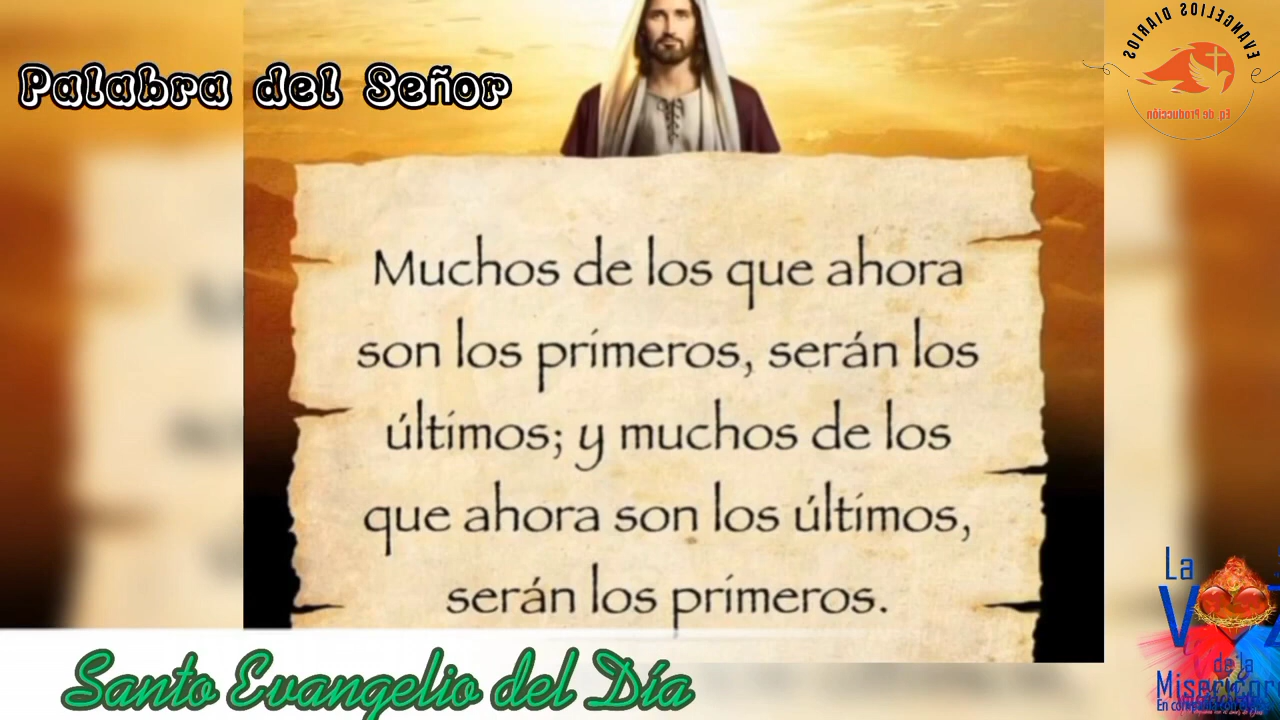 Palabra del Señor
EVANGELIOS DIARIOS
Eq. de Producción
Muchos de los que ahora
son los primeros, serán los
últimos; y muchos de los
que ahora son los últimos,
serán los primeros.
La
de la
Santo Evangelio del Día